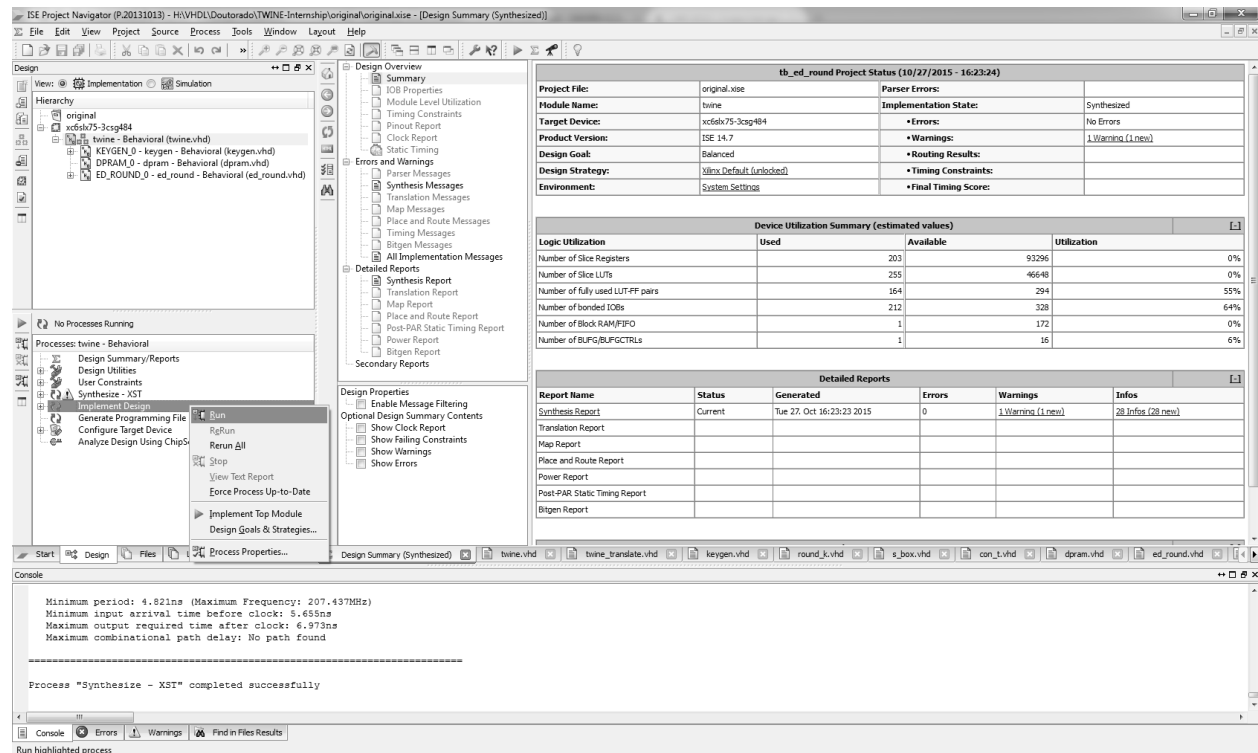 ISE Project Navigator (P.20131013) - H:\VHDL\Doutorado\TWINE-Internship\original\original.xise - [Design Summary (Synthesized)]
File Edit View Project Source Process Tools Window Layout Help
Design
View: Implementation Simulation
Hierarchy
original
xc6slx75-3csg484
twine - Behavioral (twine.vhd)
KEYGEN_0 - keygen - Behavioral (keygen.vhd)
DPRAM_0 - dpram - Behavioral (dpram.vhd)
ED_ROUND_0 - ed_round - Behavioral (ed_round.vhd)
No Processes Running
Processes: twine - Behavioral
Design Summary/Reports
Design Utilities
User Constraints
Synthesize - XST
Implement Design
Generate Programming File
Configure Target Device
Analyze Design Using ChipSc
Run
ReRun
Rerun All
Stop
View Text Report
Force Process Up-to-Date
Implement Top Module
Design Goals & Strategies...
Process Properties...
Start Design Files
Design Overview
Summary
IOB Properties
Module Level Utilization
Timing Constraints
Pinout Report
Clock Report
Static Timing
Errors and Warnings
Parser Messages
Synthesis Messages
Translation Messages
Map Messages
Place and Route Messages
Timing Messages
Bitgen Messages
All Implementation Messages
Detailed Reports
Synthesis Report
Translation Report
Map Report
Place and Route Report
Post-PAR Static Timing Report
Power Report
Bitgen Report
Secondary Reports
Design Properties
Enable Message Filtering
Optional Design Summary Contents
Show Clock Report
Show Failing Constraints
Show Warnings
Show Errors
tb_ed_round Project Status (10/27/2015 - 16:23:24)
Project File: original.xise Parser Errors:
Module Name: twine Implementation State: Synthesized
Target Device: xc6slx75-3csg484 •Errors: No Errors
Product Version: ISE 14.7 •Warnings: 1 Warning (1 new)
Design Goal: Balanced •Routing Results:
Design Strategy: Xilinx Default (unlocked) •Timing Constraints:
Environment: System Settings •Final Timing Score:
Device Utilization Summary (estimated values) [-]
Logic Utilization Used Available Utilization
Number of Slice Registers 203 93296 0%
Number of Slice LUTs 255 46648 0%
Number of fully used LUT-FF pairs 164 294 55%
Number of bonded IOBs 212 328 64%
Number of Block RAM/FIFO 1 172 0%
Number of BUFG/BUFGCTRLs 1 16 6%
Detailed Reports [-]
Report Name Status Generated Errors Warnings Infos
Synthesis Report Current Tue 27. Oct 16:23:23 2015 0 1 Warning (1 new) 28 Infos (28 new)
Translation Report
Map Report
Place and Route Report
Power Report
Post-PAR Static Timing Report
Bitgen Report
Design Summary (Synthesized) twine.vhd twine_translate.vhd keygen.vhd round_k.vhd s_box.vhd con_t.vhd dpram.vhd ed_round.vhd
Console
Minimum period: 4.821ns (Maximum Frequency: 207.437MHz)
Minimum input arrival time before clock: 5.655ns
Maximum output required time after clock: 6.973ns
Maximum combinational path delay: No path found
=========================================================================
Process "Synthesize - XST" completed successfully
Console Errors Warnings Find in Files Results
Run highlighted process